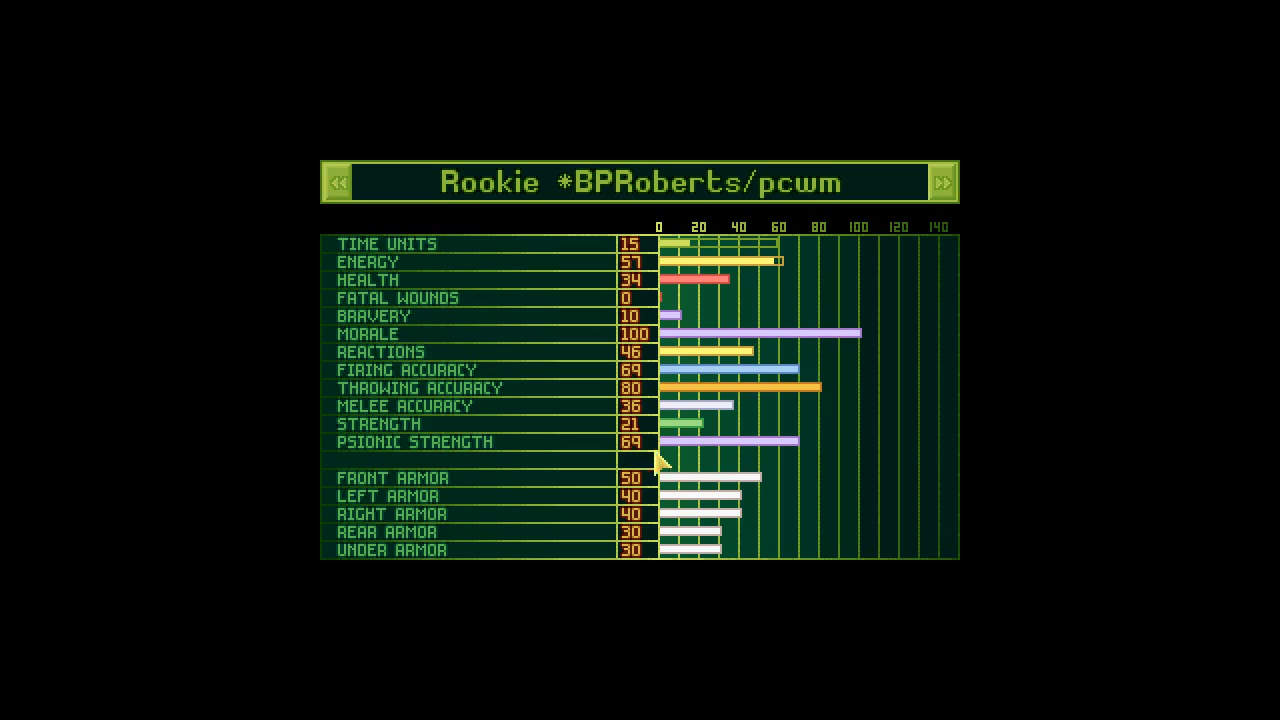 Rookie *BPRoberts/pcwm
0 20 40 60 80 100 120 140
TIME UNITS 15
ENERGY 57
HEALTH 34
FATAL WOUNDS 0
BRAVERY 10
MORALE 100
REACTIONS 46
FIRING ACCURACY 69
THROWING ACCURACY 80
MELEE ACCURACY 36
STRENGTH 21
PSIONIC STRENGTH 69
FRONT ARMOR 50
LEFT ARMOR 40
RIGHT ARMOR 40
REAR ARMOR 30
UNDER ARMOR 30